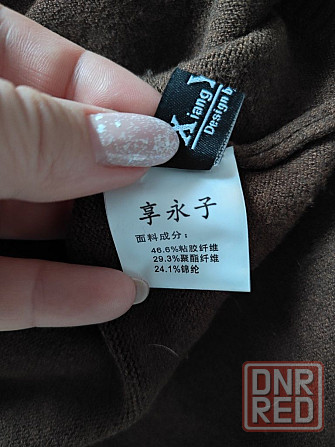 Xiang Y
Design b
享永子
面料成分：
46.6%粘胶纤维
29.3%聚酯纤维
24.1%锦纶
DNR
RED